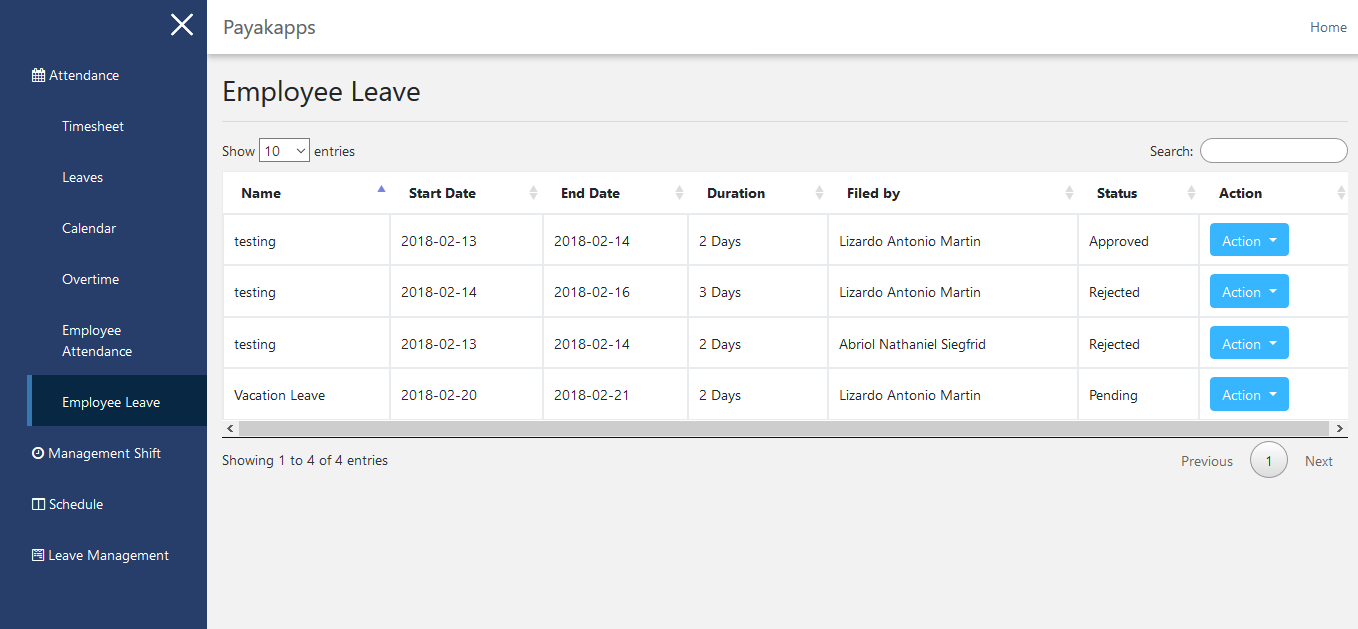 Payakapps
Home
Attendance
Timesheet
Leaves
Calendar
Overtime
Employee
Attendance
Employee Leave
Management Shift
Schedule
Leave Management
Employee Leave
Show 10 entries
Search:
Name Start Date End Date Duration Filed by Status Action
testing 2018-02-13 2018-02-14 2 Days Lizardo Antonio Martin Approved Action
testing 2018-02-14 2018-02-16 3 Days Lizardo Antonio Martin Rejected Action
testing 2018-02-13 2018-02-14 2 Days Abriol Nathaniel Siegfrid Rejected Action
Vacation Leave 2018-02-20 2018-02-21 2 Days Lizardo Antonio Martin Pending Action
Showing 1 to 4 of 4 entries
Previous 1 Next